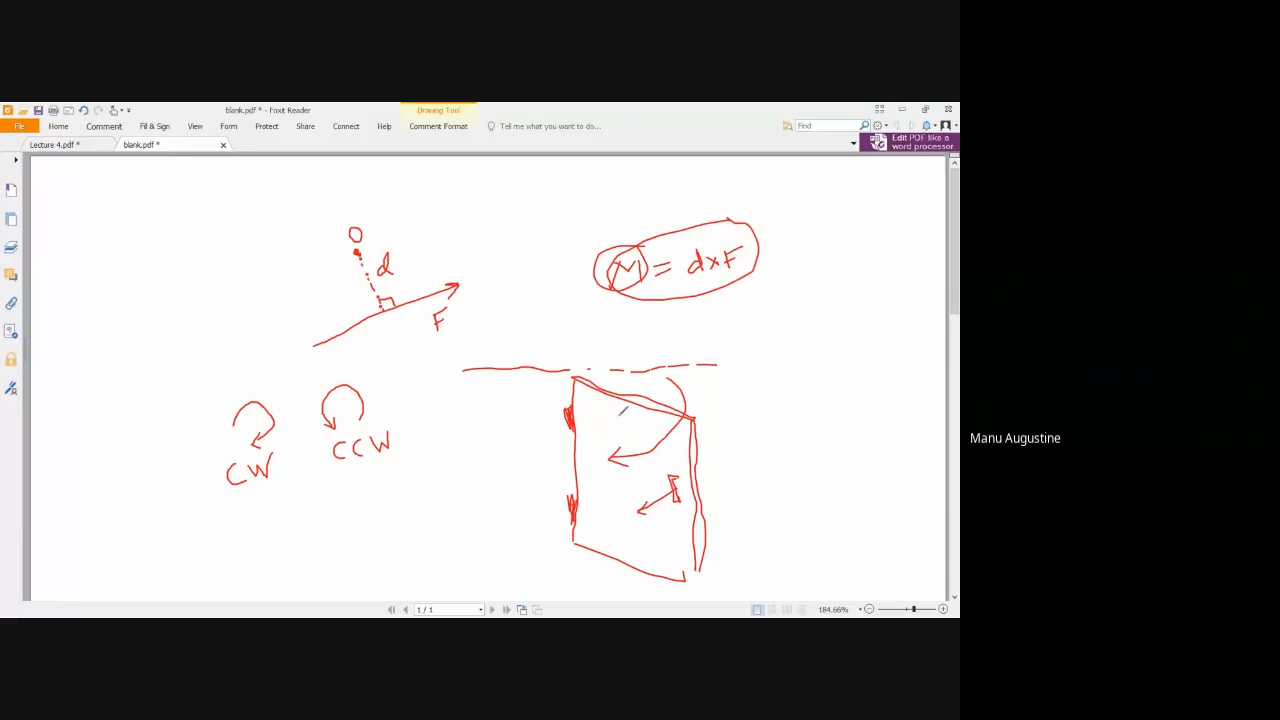 blank.pdf * - Foxit Reader
Drawing Tool
File Home Comment Fill & Sign View Form Protect Share Connect Help Comment Format Tell me what you want to do... Find
Lecture 4.pdf * blank.pdf *
Edit PDF like a
word processor
O
d
F
M = d×F
CW
CCW
Manu Augustine
1 / 1
184.66%